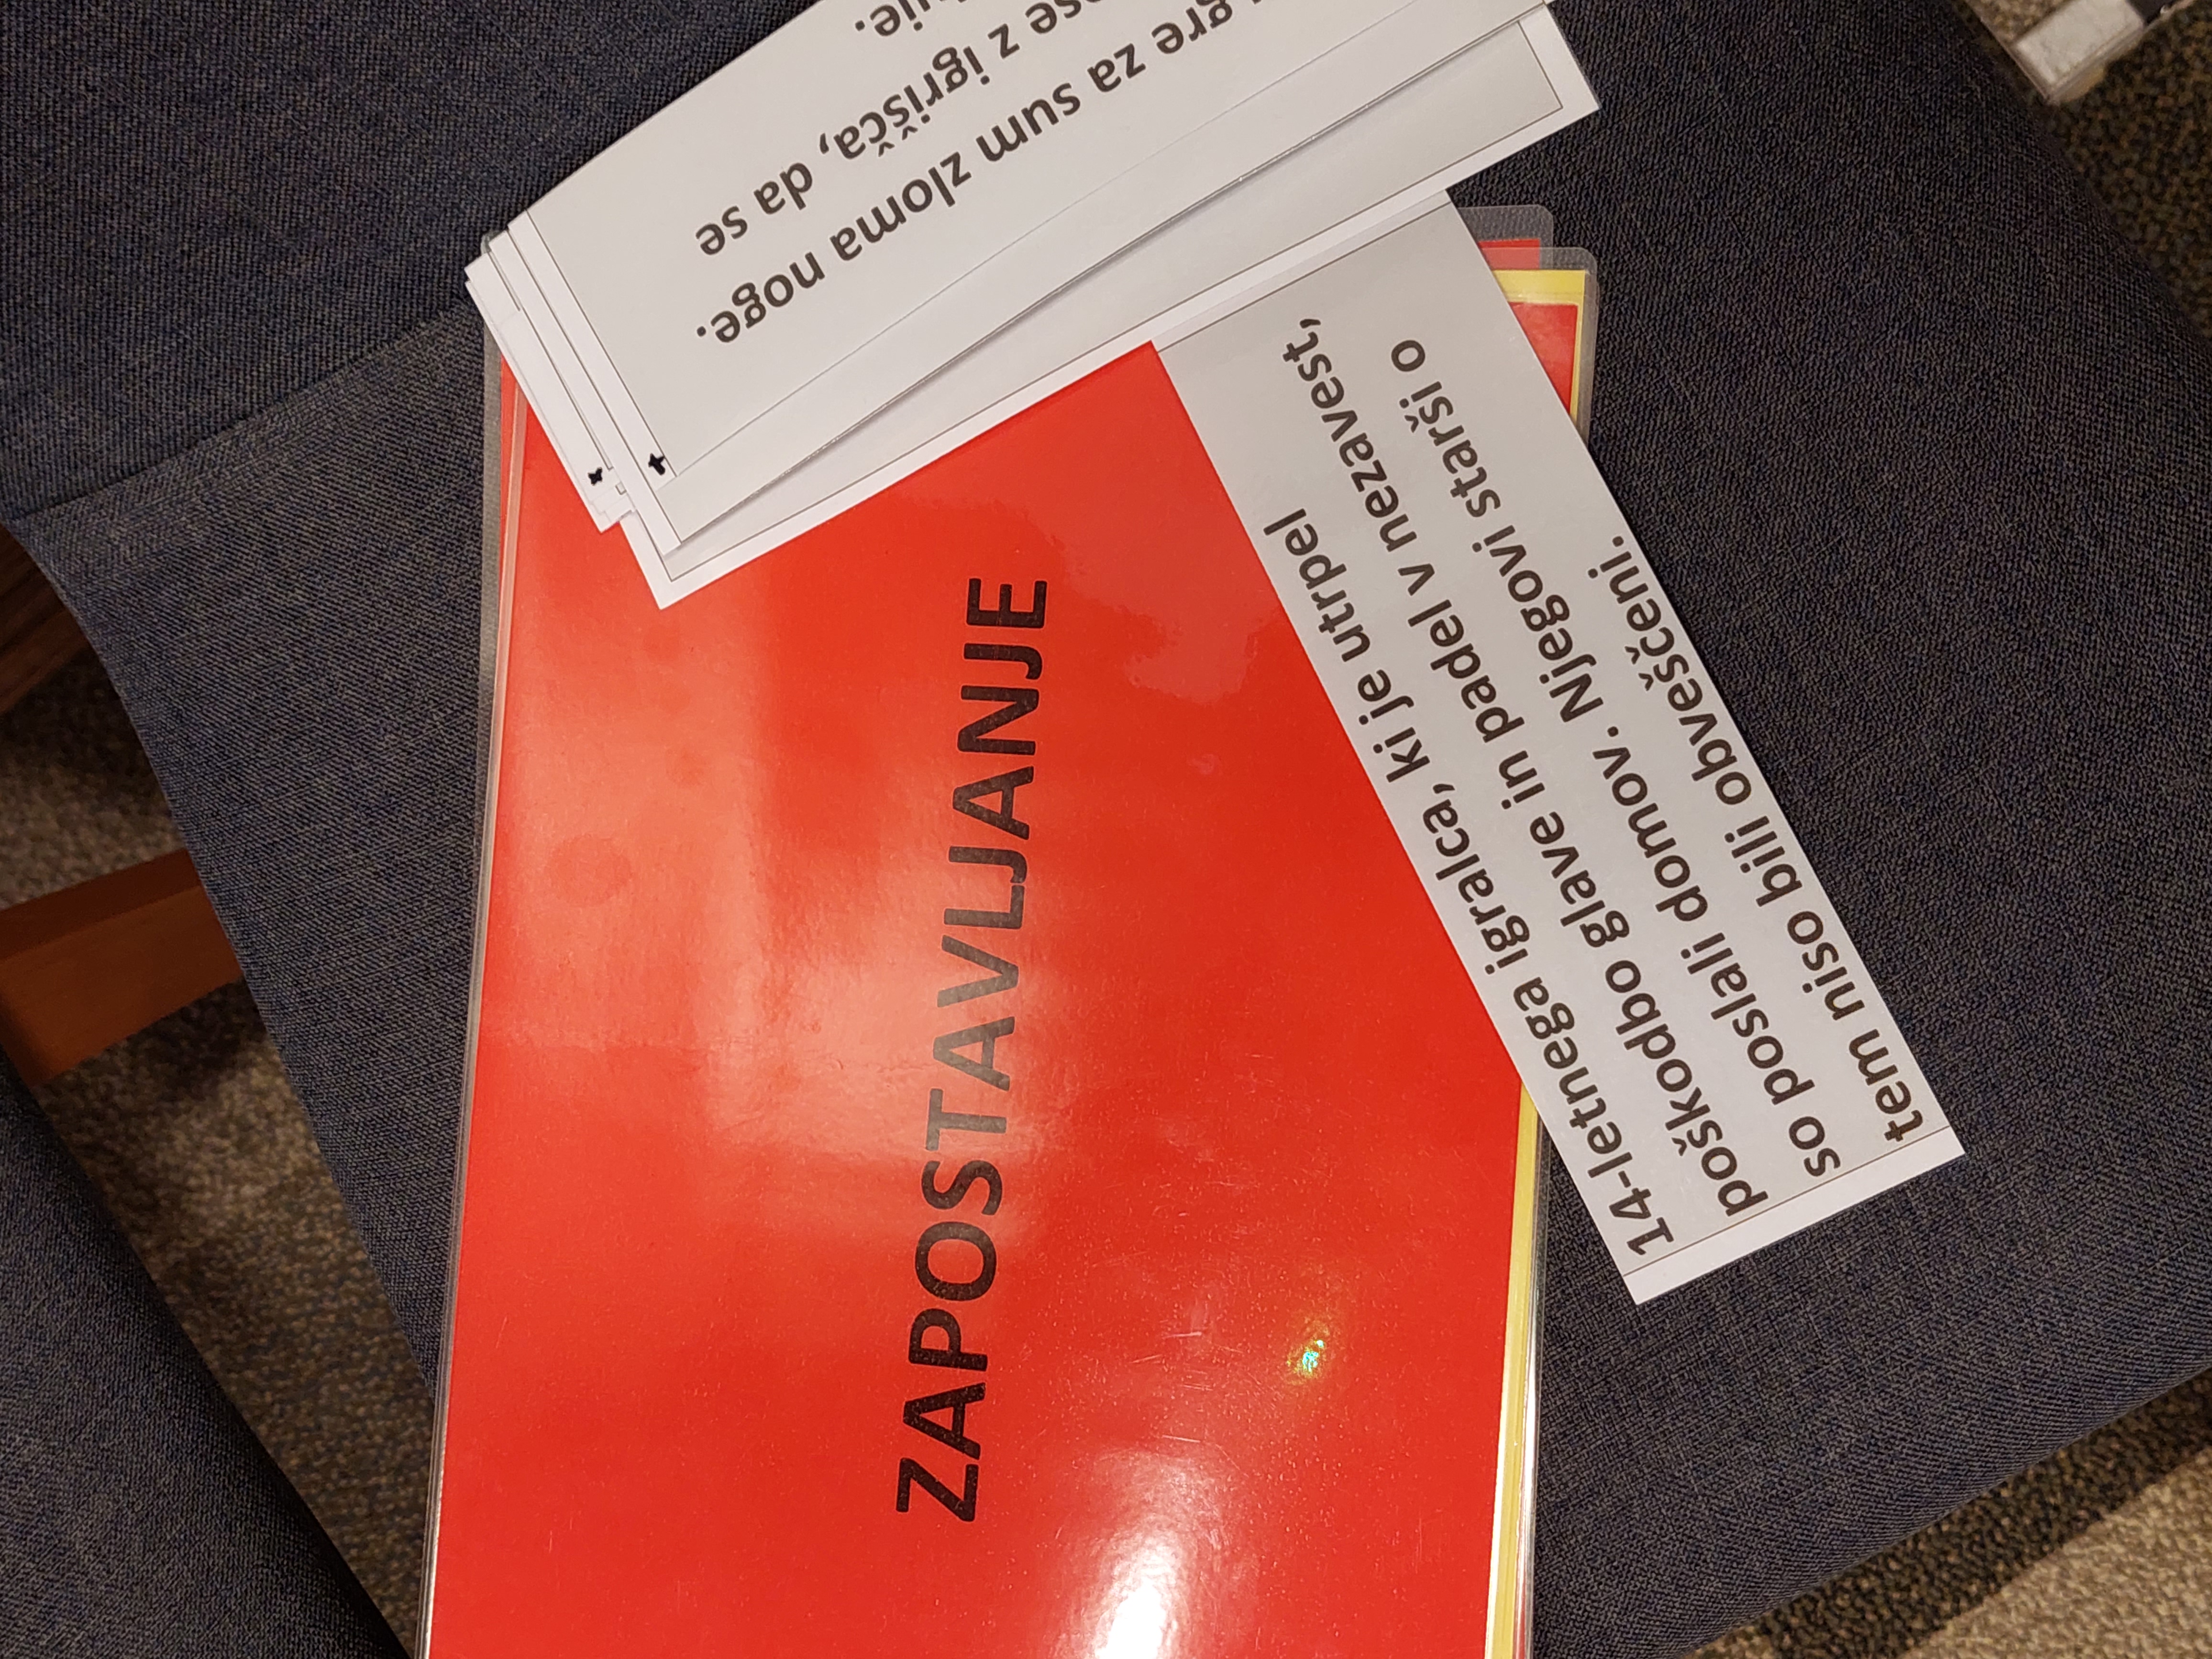 ZAPOSTAVLJANJE
14-letnega igralca, ki je utrpel
poškodbo glave in padel v nezavest,
so poslali domov. Njegovi starši o
tem niso bili obveščeni.
gre za sum zloma noge.
z igrišča, da se